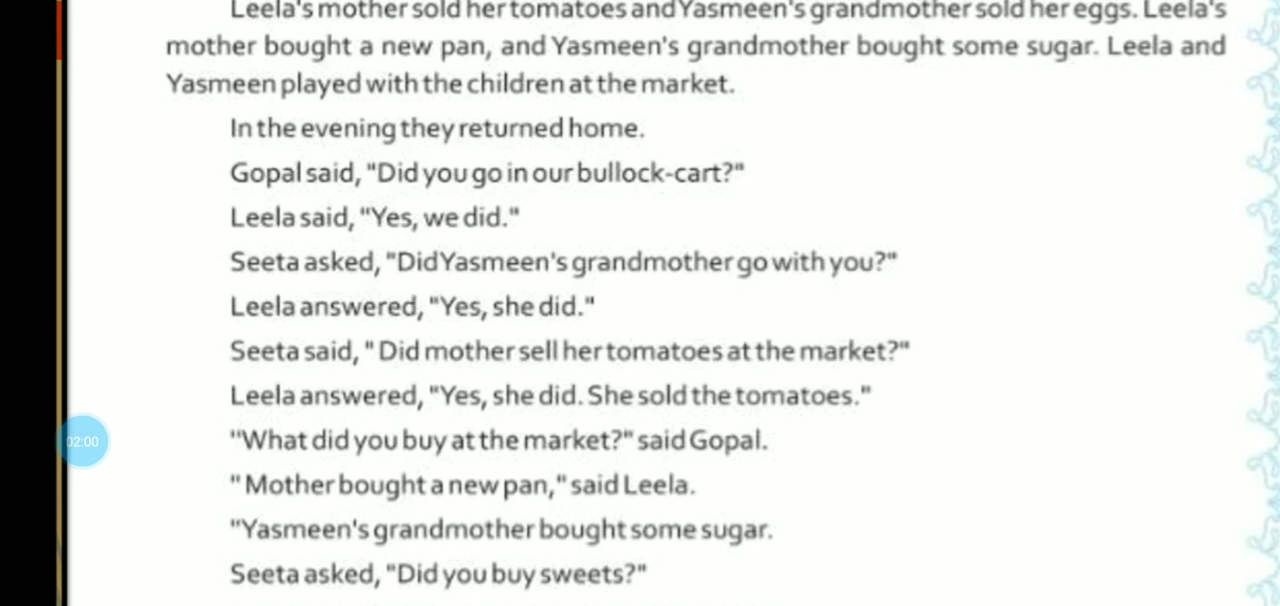 Leela's mother sold her tomatoes and Yasmeen's grandmother sold her eggs. Leela's
mother bought a new pan, and Yasmeen's grandmother bought some sugar. Leela and
Yasmeen played with the children at the market.
In the evening they returned home.
Gopal said, "Did you go in our bullock-cart?"
Leela said, "Yes, we did."
Seeta asked, "Did Yasmeen's grandmother go with you?"
Leela answered, "Yes, she did."
Seeta said, " Did mother sell her tomatoes at the market?"
Leela answered, "Yes, she did. She sold the tomatoes."
02:00
''What did you buy at the market?" said Gopal.
" Mother bought a new pan," said Leela.
"Yasmeen's grandmother bought some sugar.
Seeta asked, "Did you buy sweets?"